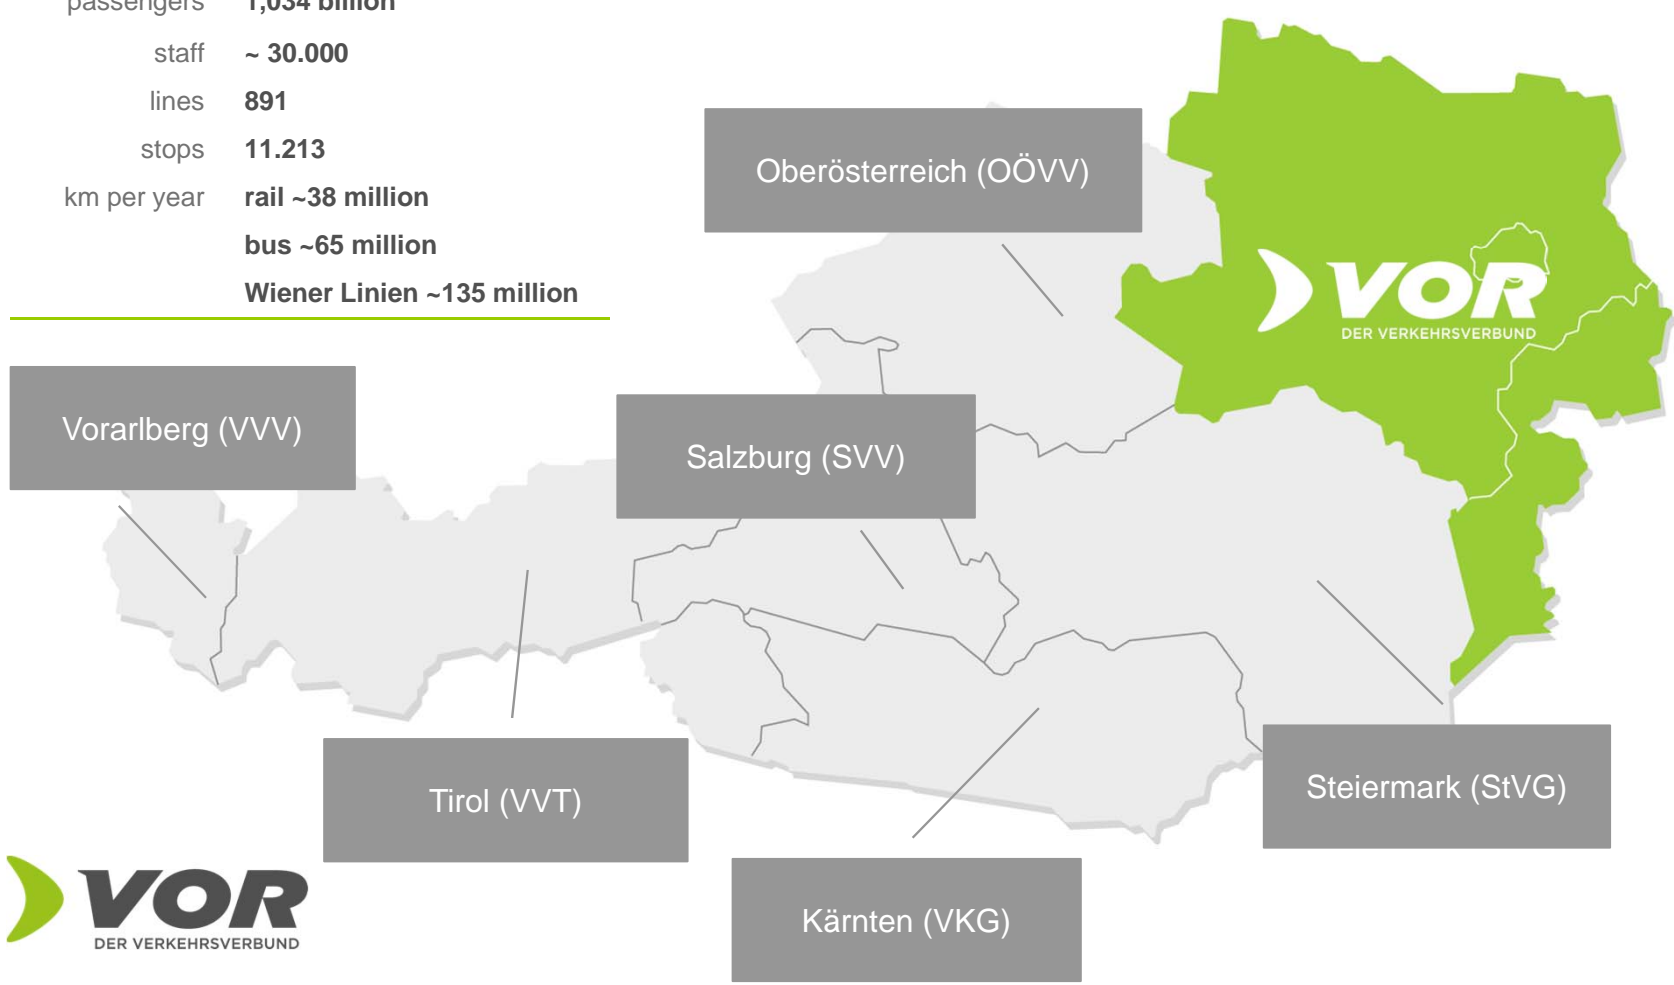 passengers 1,034 billion
staff ~ 30.000
lines 891
stops 11.213
km per year rail ~38 million
bus ~65 million
Wiener Linien ~135 million
Oberösterreich (OÖVV)
VOR
DER VERKEHRSVERBUND
Vorarlberg (VVV)
Salzburg (SVV)
Tirol (VVT)
Steiermark (StVG)
Kärnten (VKG)
VOR
DER VERKEHRSVERBUND